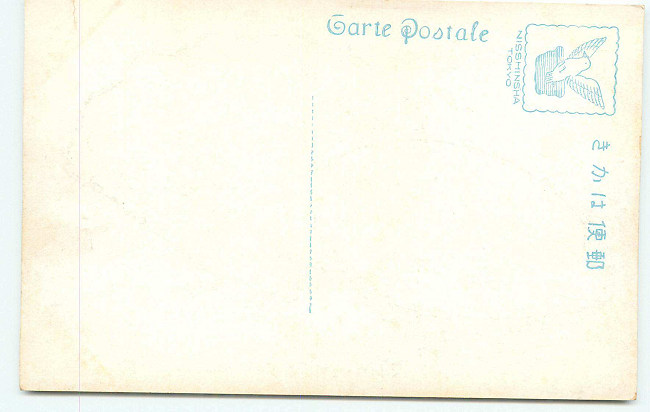 Carte Postale
NISSHINSHA
TOKYO
郵便はかき